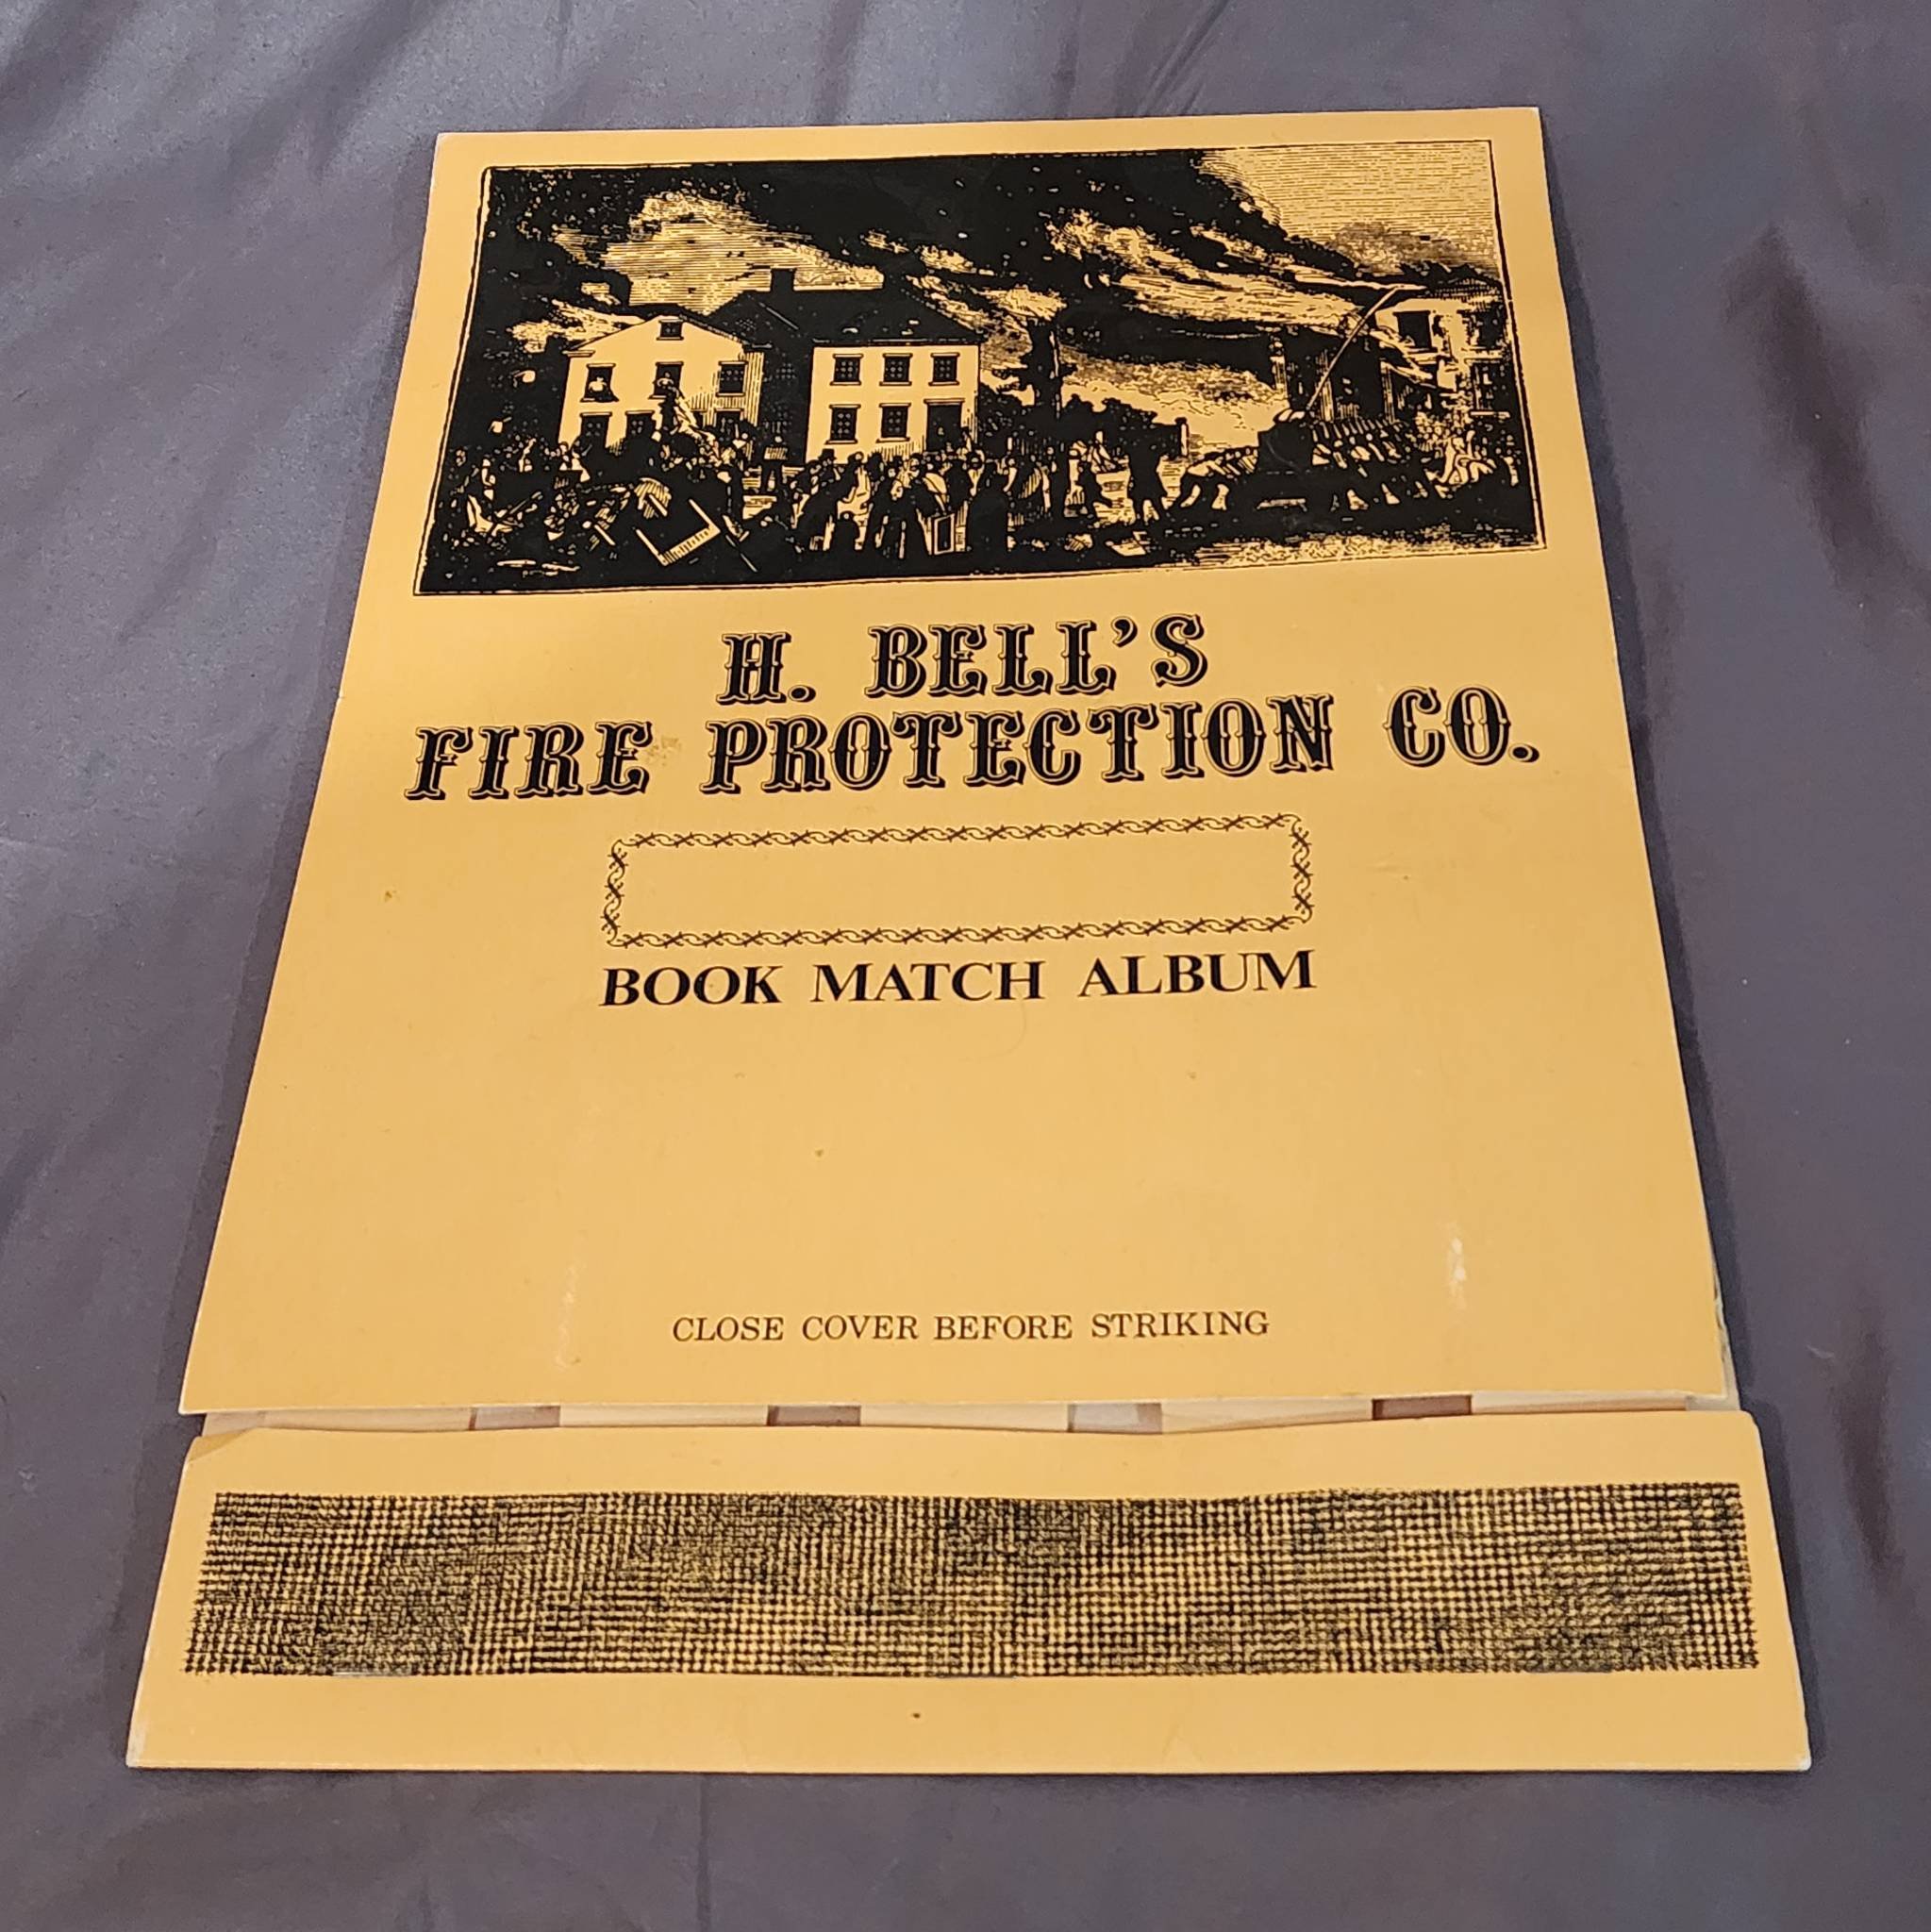 H. BELL'S
FIRE PROTECTION CO.
BOOK MATCH ALBUM
CLOSE COVER BEFORE STRIKING